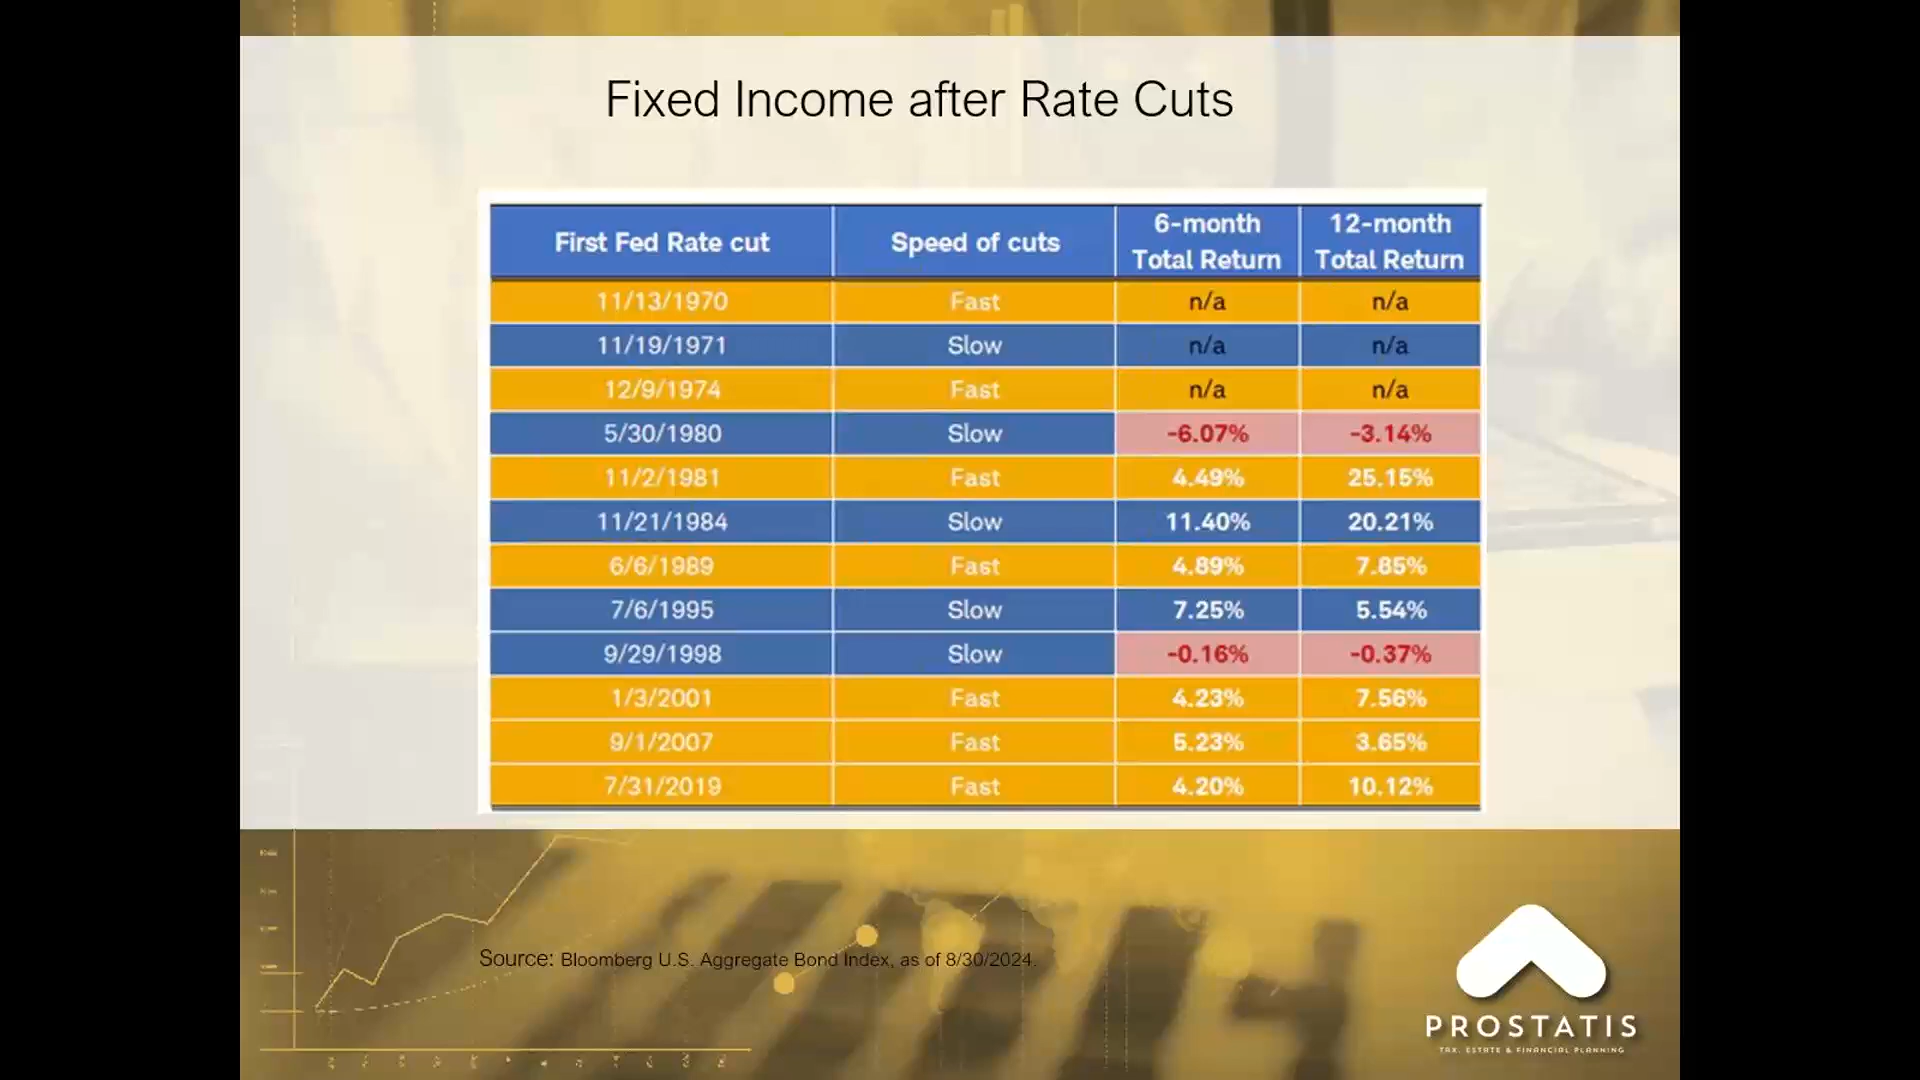 Fixed Income after Rate Cuts
First Fed Rate cut Speed of cuts 6-month Total Return 12-month Total Return
11/13/1970 Fast n/a n/a
11/19/1971 Slow n/a n/a
12/9/1974 Fast n/a n/a
5/30/1980 Slow -6.07% -3.14%
11/2/1981 Fast 4.49% 25.15%
11/21/1984 Slow 11.40% 20.21%
6/6/1989 Fast 4.89% 7.85%
7/6/1995 Slow 7.25% 5.54%
9/29/1998 Slow -0.16% -0.37%
1/3/2001 Fast 4.23% 7.56%
9/1/2007 Fast 5.23% 3.65%
7/31/2019 Fast 4.20% 10.12%
Source: Bloomberg U.S. Aggregate Bond Index, as of 8/30/2024.
PROSTATIS
TAX, ESTATE & FINANCIAL PLANNING